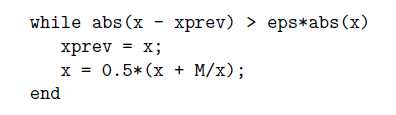 while abs(x - xprev) > eps*abs(x)
   xprev = x;
   x = 0.5*(x + M/x);
end